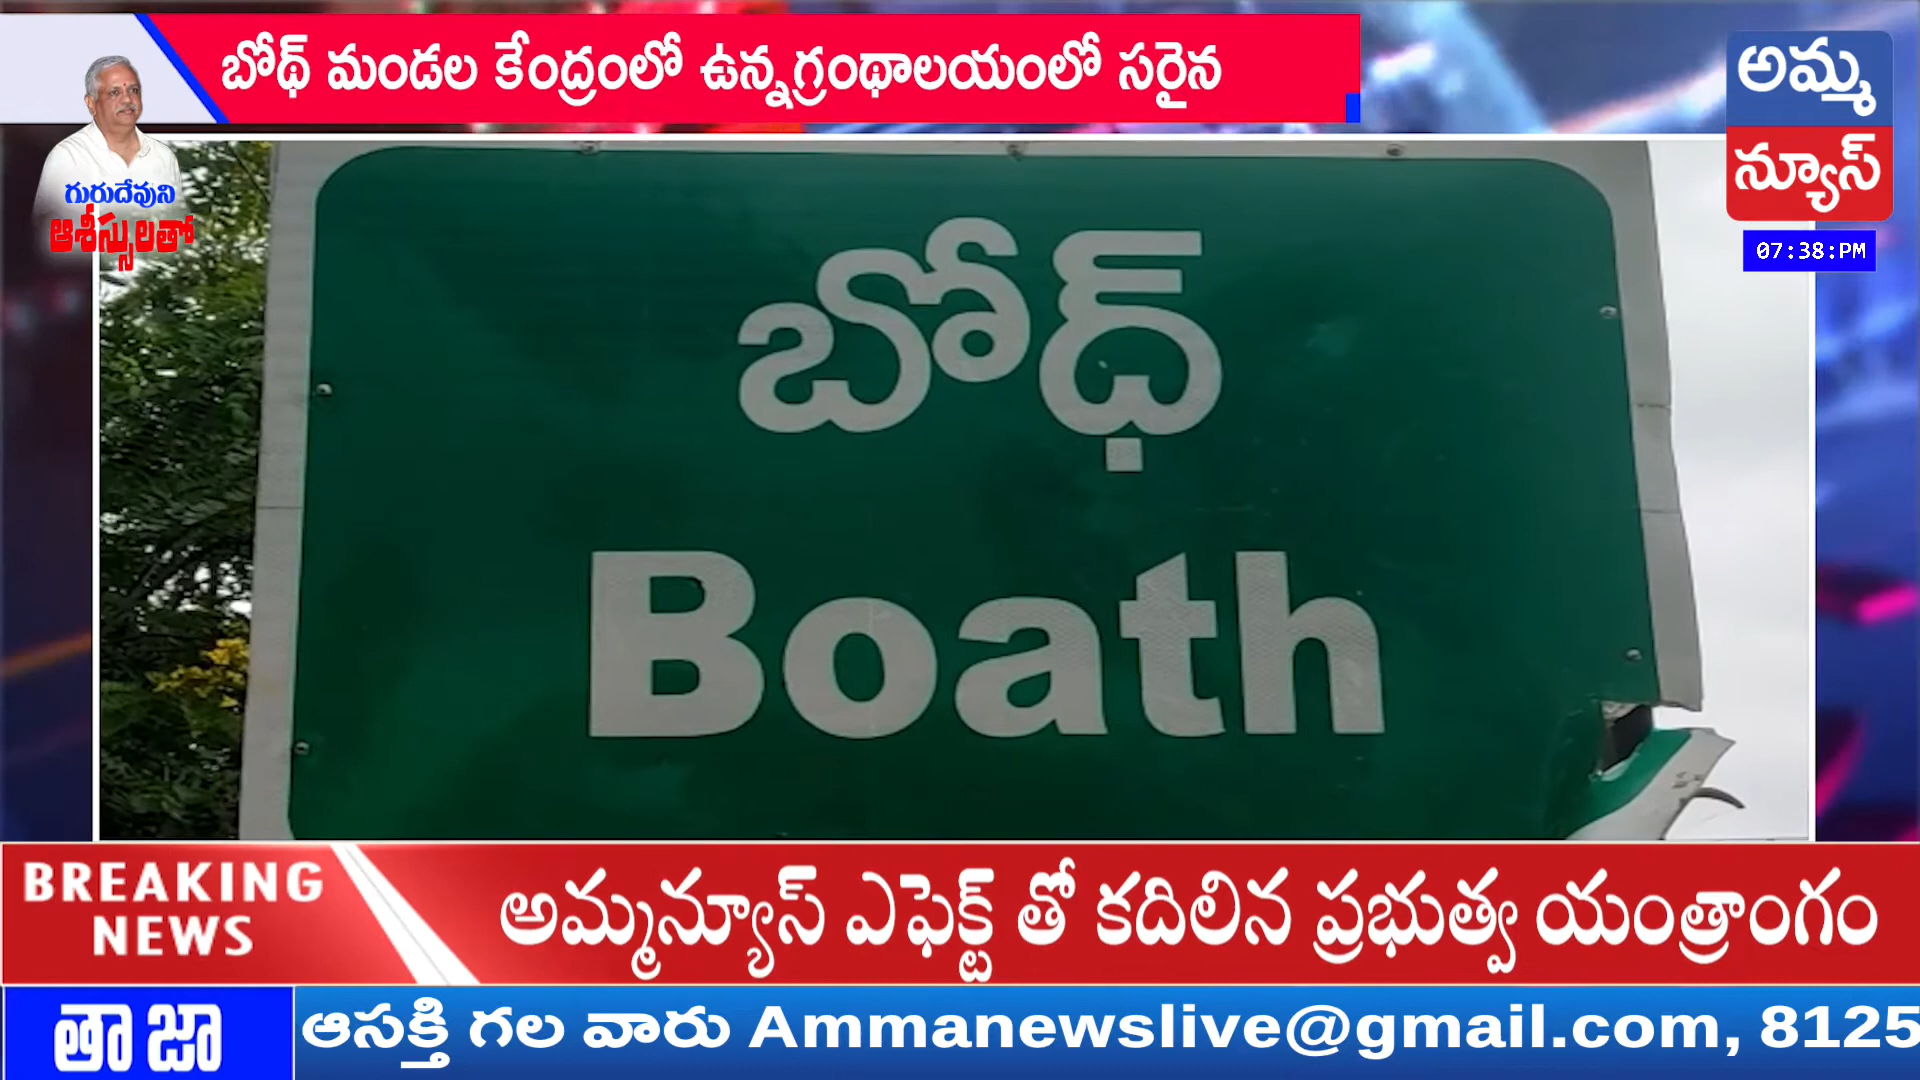 బోథ్ మండల కేంద్రంలో ఉన్నగ్రంథాలయంలో సరైన
అమ్మ
న్యూస్
గురుదేవుని
ఆశీస్సులతో
07:38:PM
బోథ్
Boath
BREAKING
NEWS
అమ్మన్యూస్ ఎఫెక్ట్ తో కదిలిన ప్రభుత్వ యంత్రాంగం
తాజా
ఆసక్తి గల వారు Ammanewslive@gmail.com, 8125